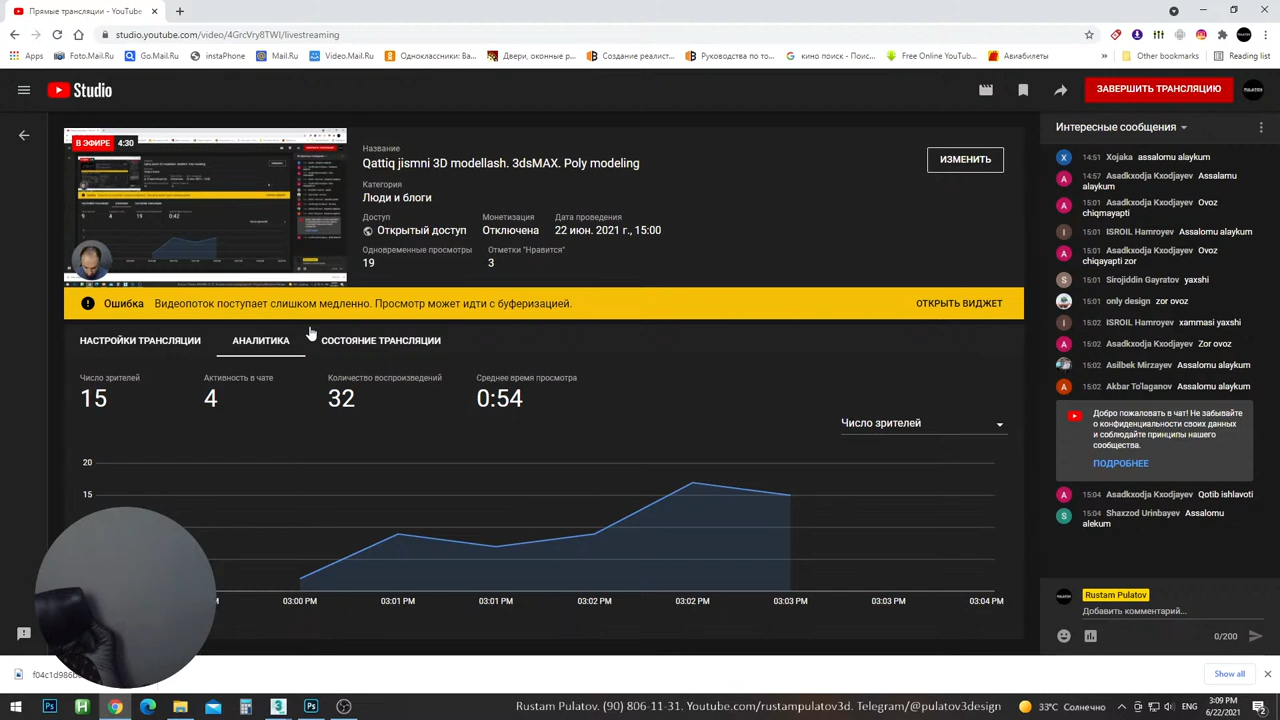 Прямые трансляции - YouTube
studio.youtube.com/video/4GrcVry8TWI/livestreaming
Apps
Foto.Mail.Ru
Go.Mail.Ru
instaPhone
Mail.Ru
Video.Mail.Ru
Одноклассники: В...
Двери, оконные р...
Создание реалист...
Руководства по то...
кино поиск - Поис...
Free Online YouTub...
Авиабилеты
Other bookmarks
Reading list
Studio
ЗАВЕРШИТЬ ТРАНСЛЯЦИЮ
В ЭФИРЕ 4:30
Название
Qattiq jismni 3D modellash. 3dsMAX. Poly modeling
ИЗМЕНИТЬ
Категория
Люди и блоги
Доступ
Открытый доступ
Монетизация
Отключена
Дата проведения
22 июн. 2021 г., 15:00
Одновременные просмотры
19
Отметки "Нравится"
3
Ошибка Видеопоток поступает слишком медленно. Просмотр может идти с буферизацией.
ОТКРЫТЬ ВИДЖЕТ
НАСТРОЙКИ ТРАНСЛЯЦИИ
АНАЛИТИКА
СОСТОЯНИЕ ТРАНСЛЯЦИИ
Число зрителей
15
Активность в чате
4
Количество воспроизведений
32
Среднее время просмотра
0:54
Число зрителей
20
15
03:00 PM
03:01 PM
03:01 PM
03:02 PM
03:02 PM
03:03 PM
03:03 PM
03:04 PM
Интересные сообщения
14:51 Xojaka assalomu alaykum
14:57 Asadkxodja Kxodjayev Assalamu
alaykum
15:01 Asadkxodja Kxodjayev Ovoz
chiqnayapti
15:01 ISROIL Hamroyev Assalomu alaykum
15:01 Asadkxodja Kxodjayev Ovoz
chiqayapti zor
15:01 Sirojiddin Gayratov yaxshi
15:01 only design zor ovoz
15:02 ISROIL Hamroyev xammasi yaxshi
15:02 Asadkxodja Kxodjayev Zor ovoz
15:02 Asilbek Mirzayev Assalomu alaykum
15:02 Akbar To'laganov Assalomu alaykum
Добро пожаловать в чат! Не забывайте
о конфиденциальности своих данных
и соблюдайте принципы нашего
сообщества.
ПОДРОБНЕЕ
15:04 Asadkxodja Kxodjayev Qotib ishlavoti
15:04 Shaxzod Urinbayev Assalomu
alekum
Rustam Pulatov
Добавить комментарий...
0/200
Show all
Rustam Pulatov. (90) 806-11-31. Youtube.com/rustampulatov3d. Telegram/@pulatov3design
33°C Солнечно
ENG
3:09 PM
6/22/2021